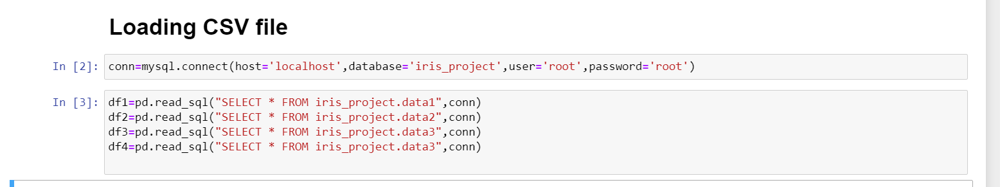 Loading CSV file
In [2]: conn=mysql.connect(host='localhost',database='iris_project',user='root',password='root')
In [3]: df1=pd.read_sql("SELECT * FROM iris_project.data1",conn)
df2=pd.read_sql("SELECT * FROM iris_project.data2",conn)
df3=pd.read_sql("SELECT * FROM iris_project.data3",conn)
df4=pd.read_sql("SELECT * FROM iris_project.data3",conn)